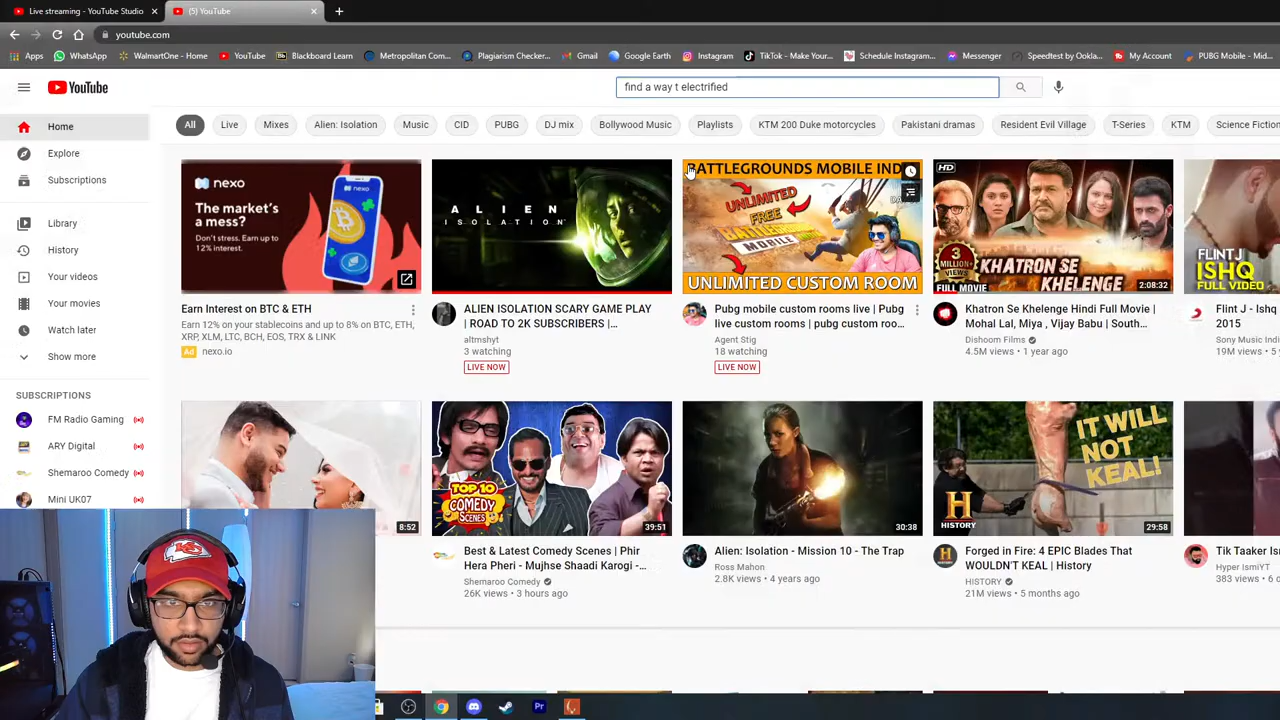 Live streaming - YouTube Studio
(5) YouTube
youtube.com
Apps
WhatsApp
WalmartOne - Home
YouTube
Blackboard Learn
Metropolitan Com...
Plagiarism Checker...
Gmail
Google Earth
Instagram
TikTok - Make Your...
Schedule Instagram...
Messenger
Speedtest by Ookla...
My Account
PUBG Mobile - Mid...
YouTube
find a way t electrified
Home
Explore
Subscriptions
Library
History
Your videos
Your movies
Watch later
Show more
SUBSCRIPTIONS
FM Radio Gaming
ARY Digital
Shemaroo Comedy
Mini UK07
All
Live
Mixes
Alien: Isolation
Music
CID
PUBG
DJ mix
Bollywood Music
Playlists
KTM 200 Duke motorcycles
Pakistani dramas
Resident Evil Village
T-Series
KTM
Science Fiction
nexo
The market's
a mess?
Don't stress. Earn up to
12% interest.
nexo
Earn Interest on BTC & ETH
Earn 12% on your stablecoins and up to 8% on BTC, ETH,
XRP, XLM, LTC, BCH, EOS, TRX & LINK
Ad nexo.io
ALIEN
ISOLATION
ALIEN ISOLATION SCARY GAME PLAY
| ROAD TO 2K SUBSCRIBERS |...
altmshyt
3 watching
LIVE NOW
BATTLEGROUNDS MOBILE IND
UNLIMITED
FREE
BATTLEGROUNDS
MOBILE
UNLIMITED CUSTOM ROOM
Pubg mobile custom rooms live | Pubg
live custom rooms | pubg custom roo...
Agent Stig
18 watching
LIVE NOW
HD
3
MILLION+
VIEWS
FULL MOVIE
KHATRON SE
KHELENGE
2:08:32
Khatron Se Khelenge Hindi Full Movie |
Mohal Lal, Miya , Vijay Babu | South...
Dishoom Films
4.5M views • 1 year ago
FLINT J -
ISHQ
FULL VIDEO
Flint J - Ishq
2015
Sony Music Indi
19M views •
8:52
TOP 10
COMEDY
SCENES
39:51
Best & Latest Comedy Scenes | Phir
Hera Pheri - Mujhse Shaadi Karogi -...
Shemaroo Comedy
26K views • 3 hours ago
30:38
Alien: Isolation - Mission 10 - The Trap
Ross Mahon
2.8K views • 4 years ago
IT WILL
NOT
KEAL!
H
HISTORY
29:58
Forged in Fire: 4 EPIC Blades That
WOULDN'T KEAL | History
HISTORY
21M views • 5 months ago
Tik Taaker Is
Hyper IsmiYT
383 views • 6 d
KC
Pr